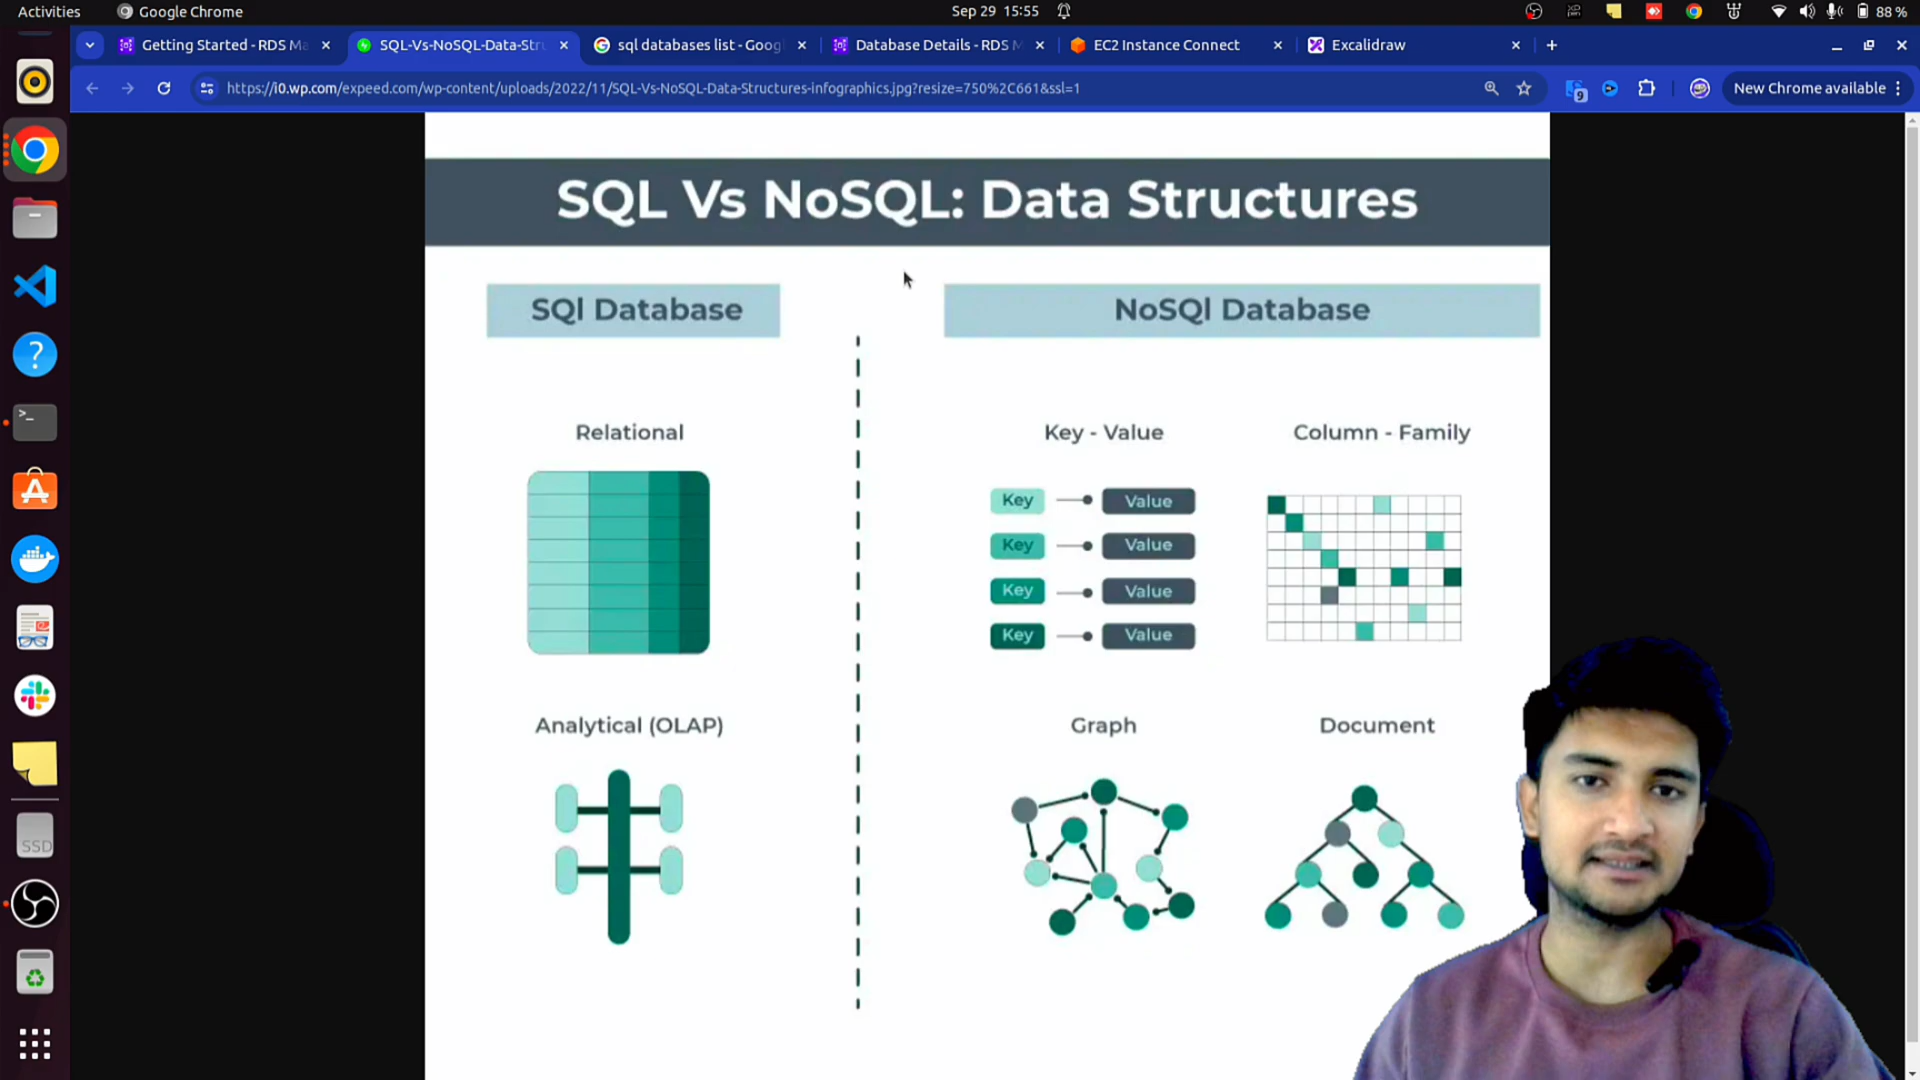 Activities
Google Chrome
Sep 29 15:55
88 %
Getting Started - RDS Ma
SQL-Vs-NoSQL-Data-Stru
sql databases list - Goog
Database Details - RDS M
EC2 Instance Connect
Excalidraw
https://i0.wp.com/expeed.com/wp-content/uploads/2022/11/SQL-Vs-NoSQL-Data-Structures-infographics.jpg?resize=750%2C661&ssl=1
9
New Chrome available
SQL Vs NoSQL: Data Structures
SQl Database
NoSQl Database
Relational
Key - Value
Column - Family
Key Value
Key Value
Key Value
Key Value
Analytical (OLAP)
Graph
Document
SSD